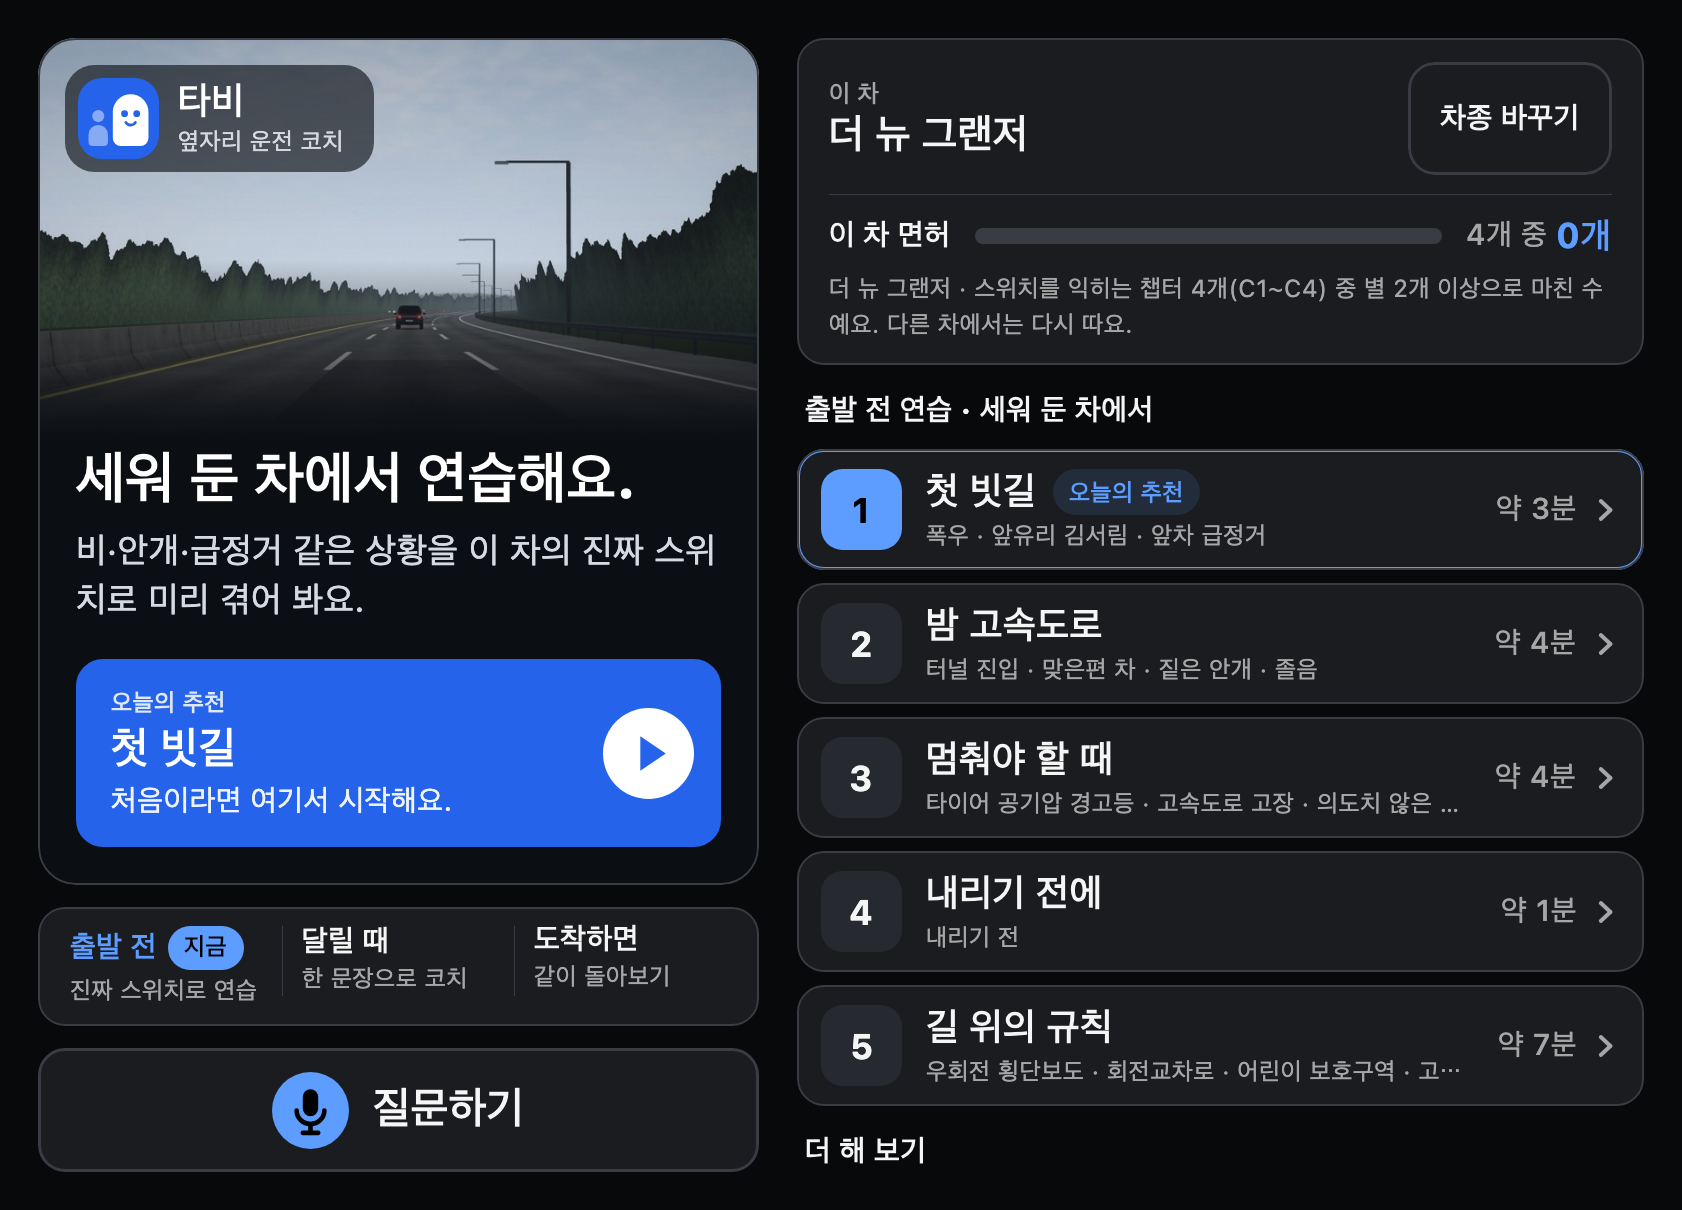 타비
옆자리 운전 코치
세워 둔 차에서 연습해요.
비·안개·급정거 같은 상황을 이 차의 진짜 스위
치로 미리 겪어 봐요.
오늘의 추천
첫 빗길
처음이라면 여기서 시작해요.
출발 전 지금
진짜 스위치로 연습
달릴 때
한 문장으로 코치
도착하면
같이 돌아보기
질문하기
이 차
더 뉴 그랜저
차종 바꾸기
이 차 면허
4개 중 0개
더 뉴 그랜저 · 스위치를 익히는 챕터 4개(C1~C4) 중 별 2개 이상으로 마친 수
예요. 다른 차에서는 다시 따요.
출발 전 연습 · 세워 둔 차에서
1
첫 빗길 오늘의 추천
폭우 · 앞유리 김서림 · 앞차 급정거
약 3분
2
밤 고속도로
터널 진입 · 맞은편 차 · 짙은 안개 · 졸음
약 4분
3
멈춰야 할 때
타이어 공기압 경고등 · 고속도로 고장 · 의도치 않은 ...
약 4분
4
내리기 전에
내리기 전
약 1분
5
길 위의 규칙
우회전 횡단보도 · 회전교차로 · 어린이 보호구역 · 고…
약 7분
더 해 보기